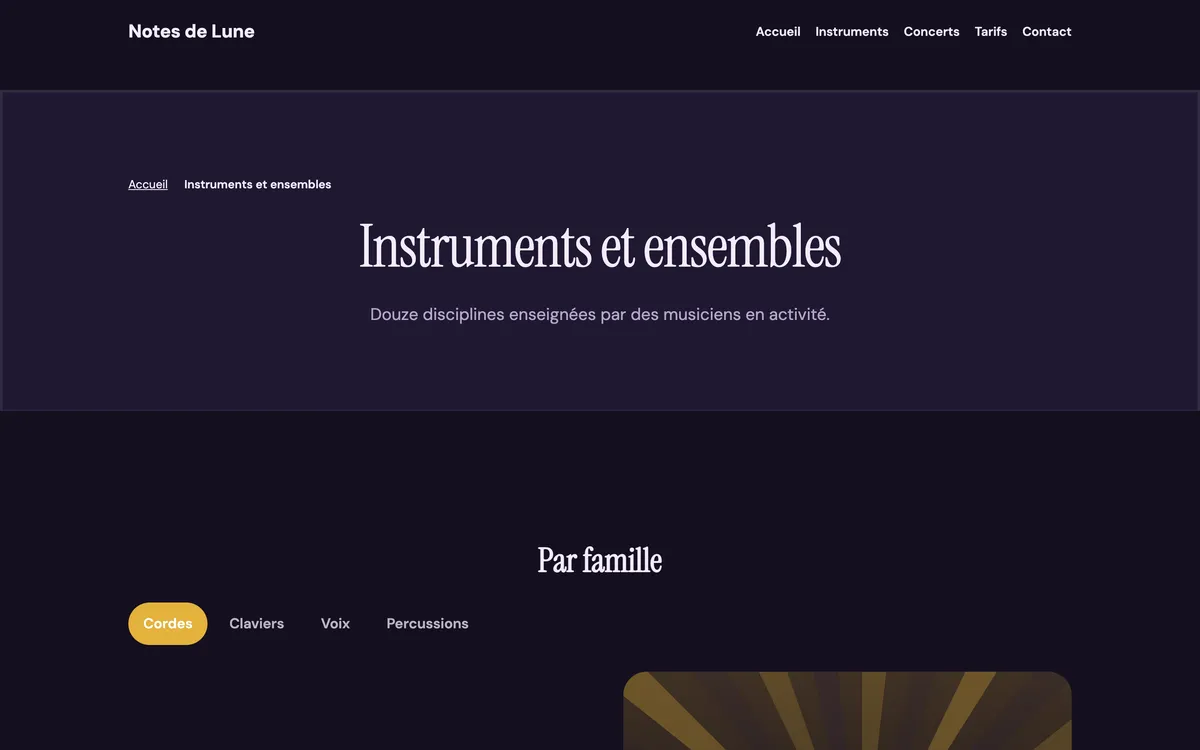 Notes de Lune
Accueil Instruments Concerts Tarifs Contact
Accueil Instruments et ensembles
Instruments et ensembles
Douze disciplines enseignées par des musiciens en activité.
Par famille
Cordes Claviers Voix Percussions